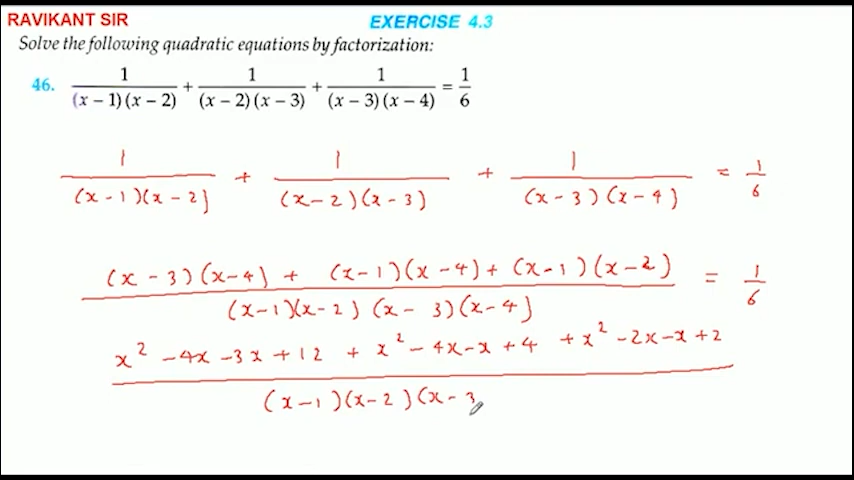 RAVIKANT SIR
EXERCISE 4.3
Solve the following quadratic equations by factorization:
46. 1/((x − 1)(x − 2)) + 1/((x − 2)(x − 3)) + 1/((x − 3)(x − 4)) = 1/6
1/((x-1)(x-2)) + 1/((x-2)(x-3)) + 1/((x-3)(x-4)) = 1/6
((x-3)(x-4) + (x-1)(x-4) + (x-1)(x-2))/((x-1)(x-2)(x-3)(x-4)) = 1/6
x² -4x -3x +12 + x² -4x -x +4 + x² -2x -x +2
(x-1)(x-2)(x-3